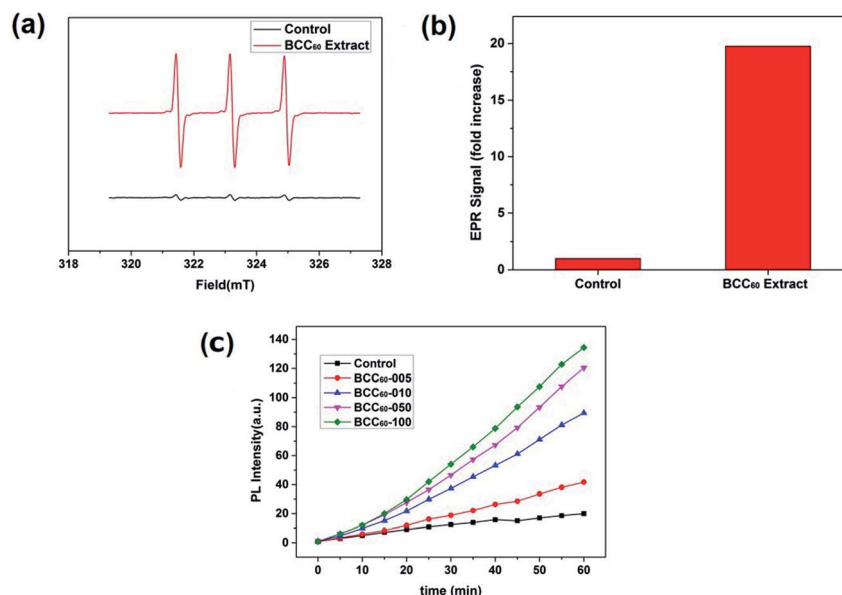 (a)
Control
BCC₆₀ Extract
318 320 322 324 326 328
Field(mT)
(b)
EPR Signal (fold increase)
20
15
10
5
0
Control BCC₆₀ Extract
(c)
PL Intensity(a.u.)
140
120
100
80
60
40
20
0
Control
BCC₆₀-005
BCC₆₀-010
BCC₆₀-050
BCC₆₀-100
0 10 20 30 40 50 60
time (min)